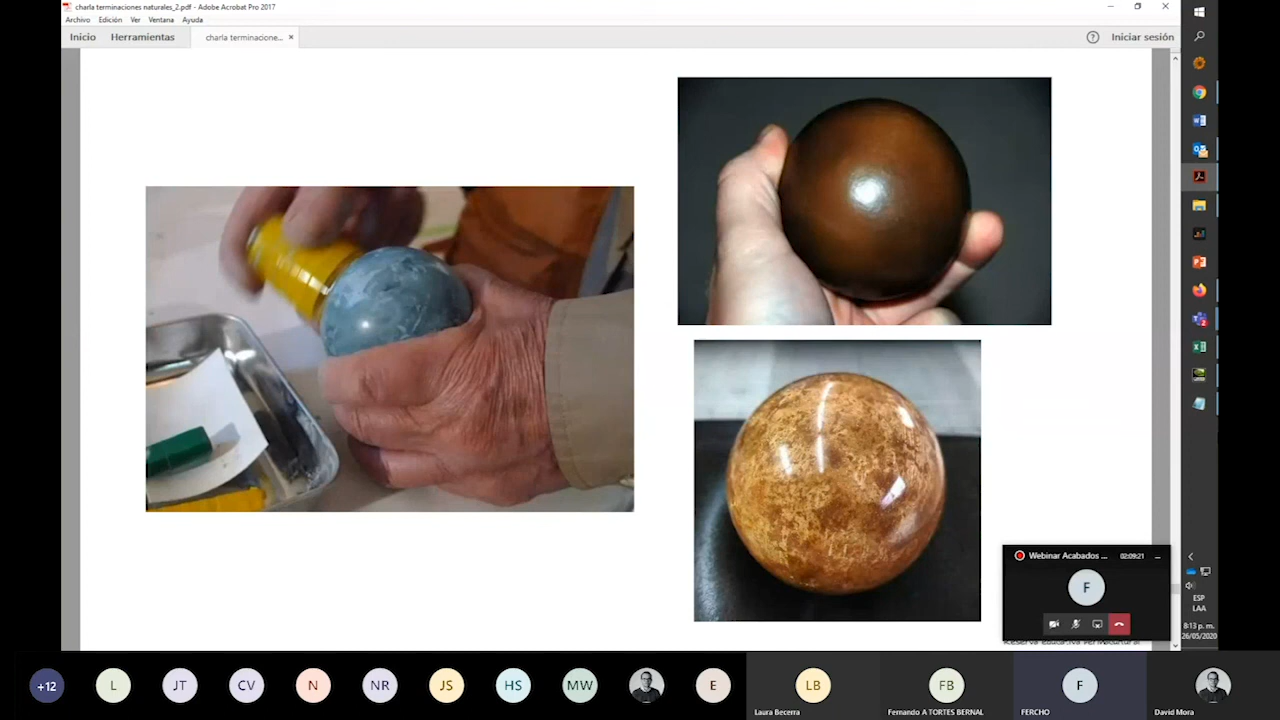 charla terminaciones naturales_2.pdf - Adobe Acrobat Pro 2017
Archivo Edición Ver Ventana Ayuda
Inicio Herramientas charla terminacione... × ? Iniciar sesión
Webinar Acabados ... 02:09:21
F
ESP
LAA
8:13 p. m.
26/05/2020
+12 L JT CV N NR JS HS MW E LB FB F
Laura Becerra Fernando A TORTES BERNAL FERCHO David Mora